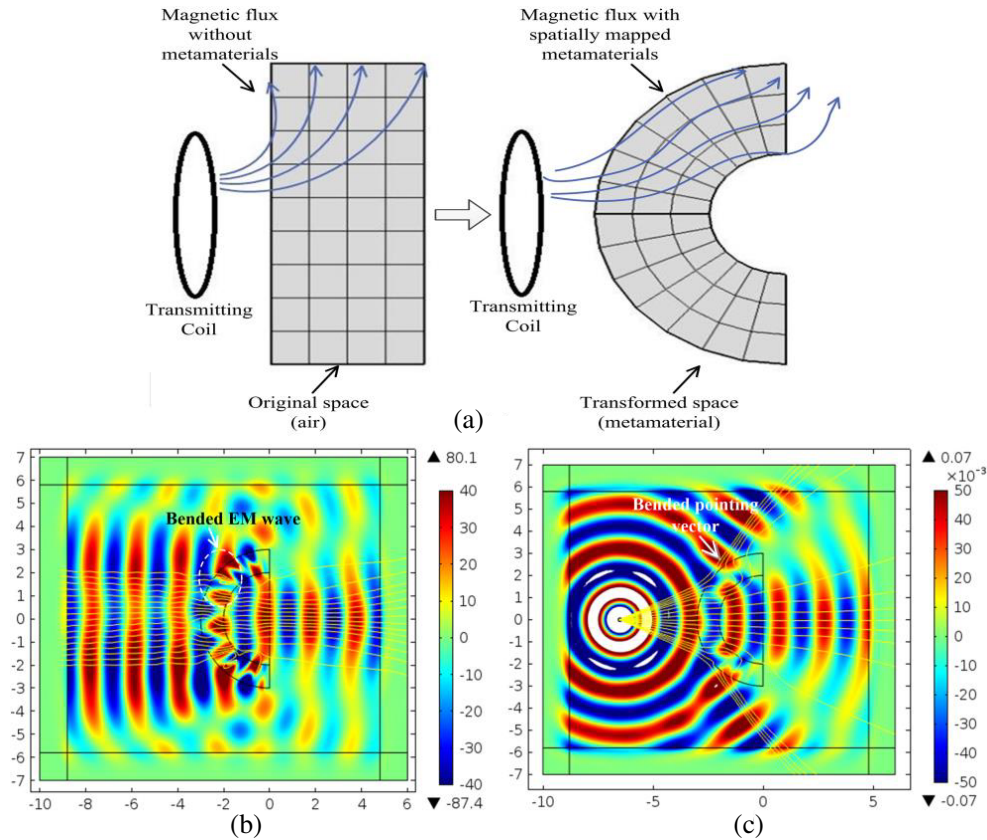 Magnetic flux
without
metamaterials
Magnetic flux with
spatially mapped
metamaterials
Transmitting
Coil
Transmitting
Coil
Original space
(air)
Transformed space
(metamaterial)
(a)
7
6
5
4
3
2
1
0
-1
-2
-3
-4
-5
-6
-7
-10 -8 -6 -4 -2 0 2 4 6
Bended EM wave
▲ 80.1
40
30
20
10
0
-10
-20
-30
-40
▼ -87.4
(b)
7
6
5
4
3
2
1
0
-1
-2
-3
-4
-5
-6
-7
-10 -5 0 5
Bended pointing
vector
▲ 0.07
×10⁻³
50
40
30
20
10
0
-10
-20
-30
-40
-50
▼ -0.07
(c)